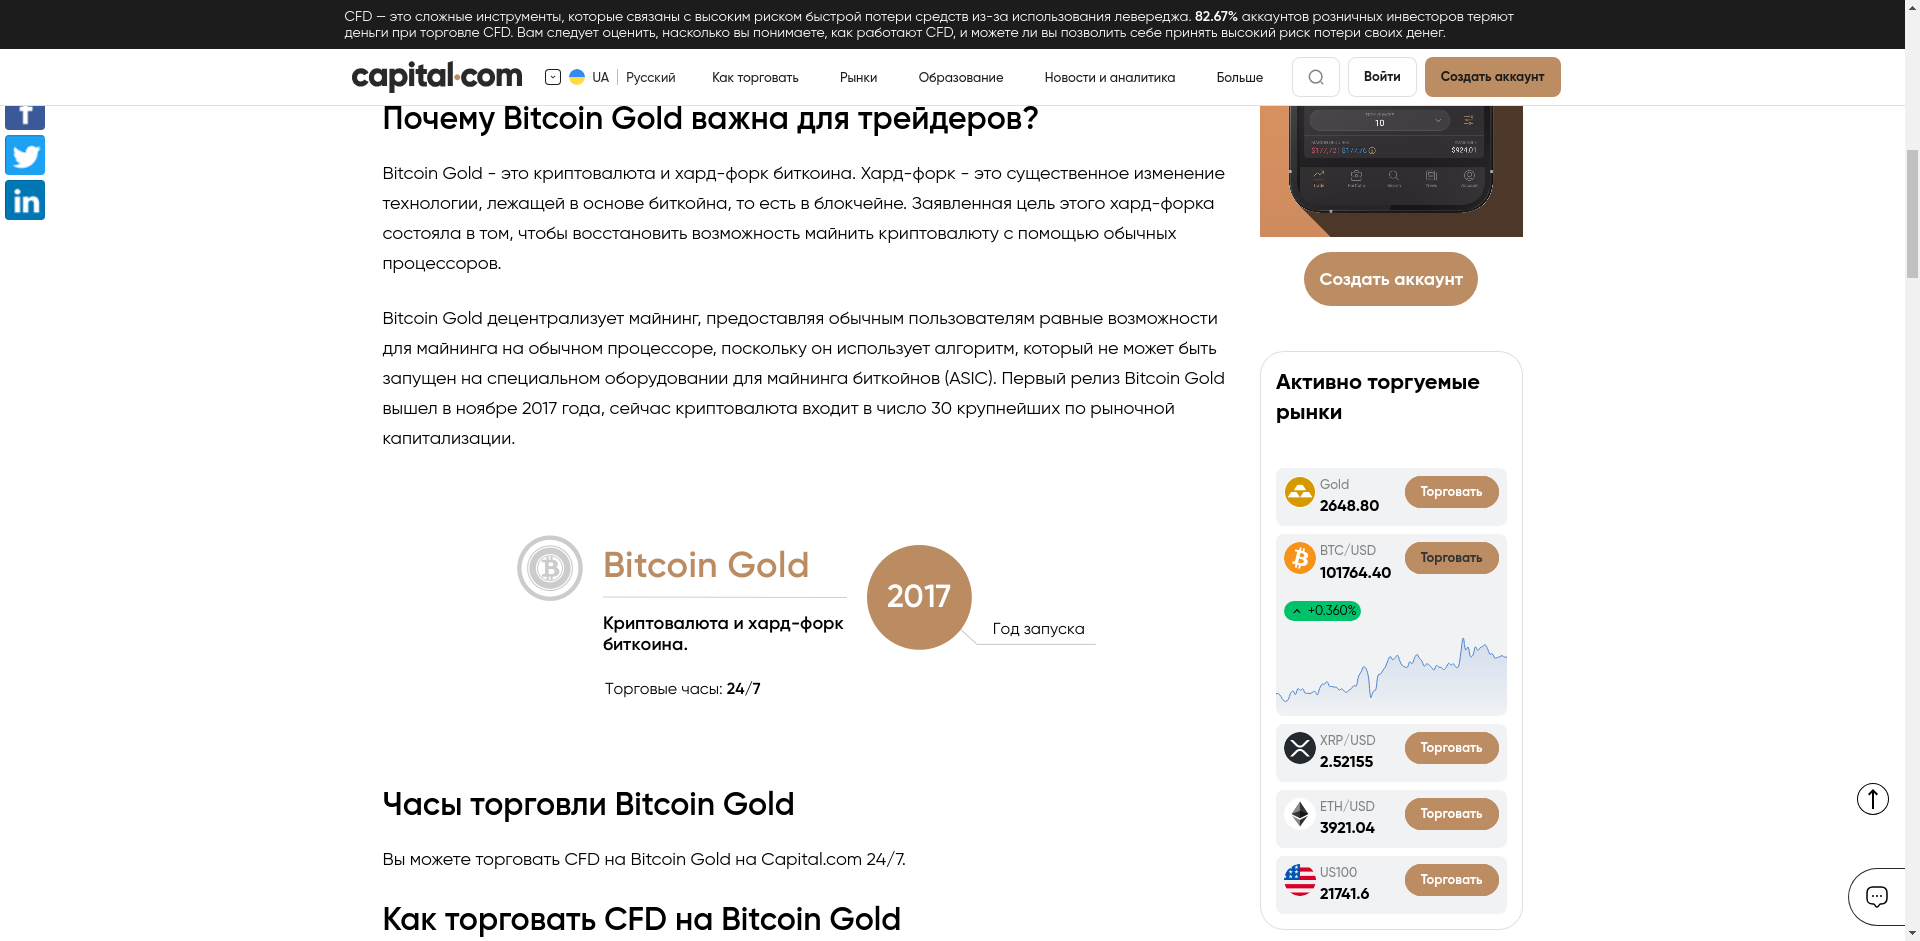 CFD — это сложные инструменты, которые связаны с высоким риском быстрой потери средств из-за использования левереджа. 82.67% аккаунтов розничных инвесторов теряют
деньги при торговле CFD. Вам следует оценить, насколько вы понимаете, как работают CFD, и можете ли вы позволить себе принять высокий риск потери своих денег.
capital.com
UA
Русский
Как торговать
Рынки
Образование
Новости и аналитика
Больше
Войти
Создать аккаунт
Почему Bitcoin Gold важна для трейдеров?
Bitcoin Gold - это криптовалюта и хард-форк биткоина. Хард-форк - это существенное изменение
технологии, лежащей в основе биткойна, то есть в блокчейне. Заявленная цель этого хард-форка
состояла в том, чтобы восстановить возможность майнить криптовалюту с помощью обычных
процессоров.
Bitcoin Gold децентрализует майнинг, предоставляя обычным пользователям равные возможности
для майнинга на обычном процессоре, поскольку он использует алгоритм, который не может быть
запущен на специальном оборудовании для майнинга биткойнов (ASIC). Первый релиз Bitcoin Gold
вышел в ноябре 2017 года, сейчас криптовалюта входит в число 30 крупнейших по рыночной
капитализации.
Bitcoin Gold
Криптовалюта и хард-форк
биткоина.
Торговые часы: 24/7
2017
Год запуска
Часы торговли Bitcoin Gold
Вы можете торговать CFD на Bitcoin Gold на Capital.com 24/7.
Как торговать CFD на Bitcoin Gold
10
$924.01
Создать аккаунт
Активно торгуемые
рынки
Gold
2648.80
Торговать
BTC/USD
101764.40
Торговать
+0.360%
XRP/USD
2.52155
Торговать
ETH/USD
3921.04
Торговать
US100
21741.6
Торговать